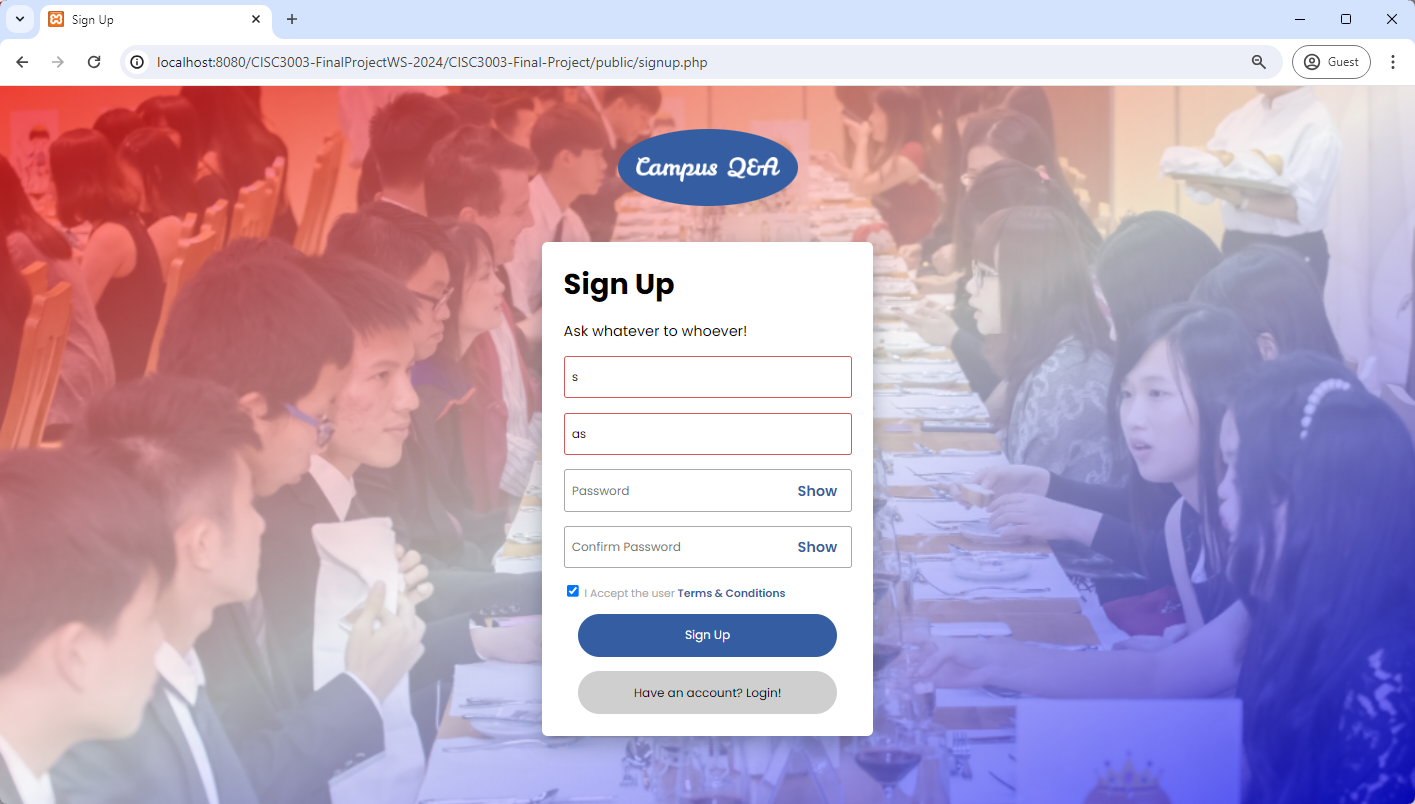 Sign Up
localhost:8080/CISC3003-FinalProjectWS-2024/CISC3003-Final-Project/public/signup.php
Guest
Campus Q&A
Sign Up
Ask whatever to whoever!
s
as
Password Show
Confirm Password Show
I Accept the user Terms & Conditions
Sign Up
Have an account? Login!